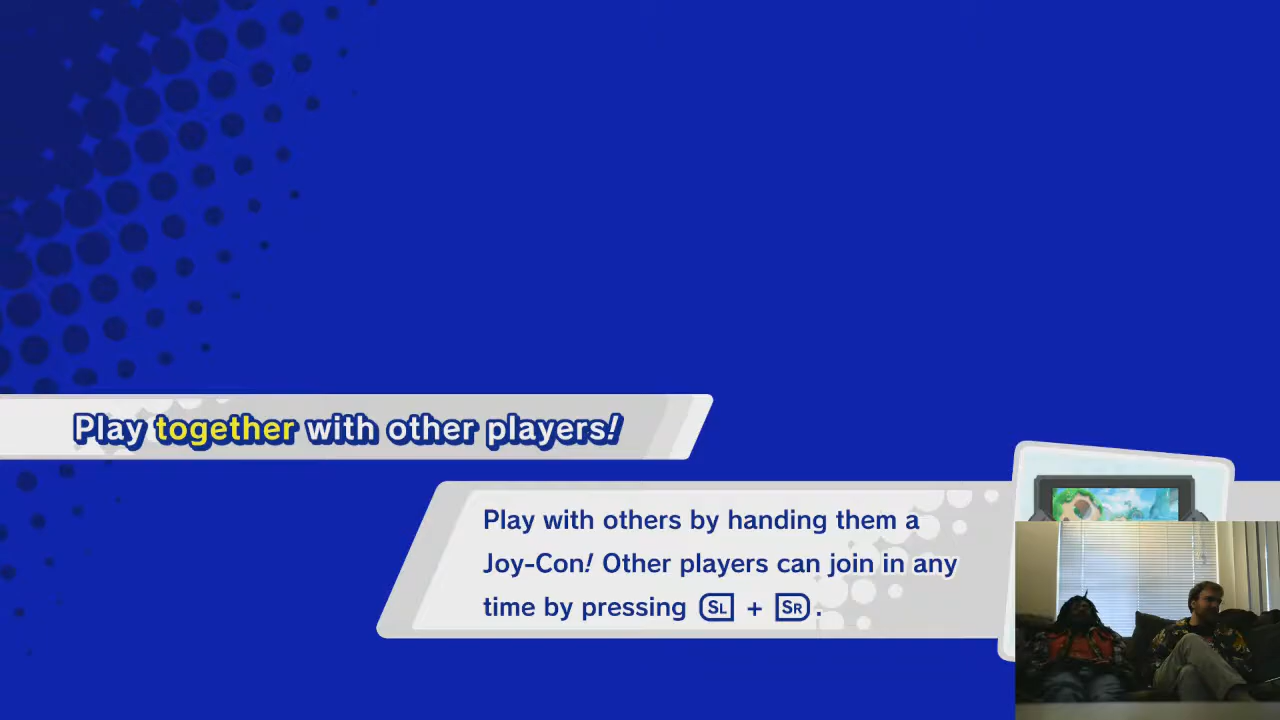 Play together with other players!
Play with others by handing them a
Joy-Con! Other players can join in any
time by pressing SL + SR.